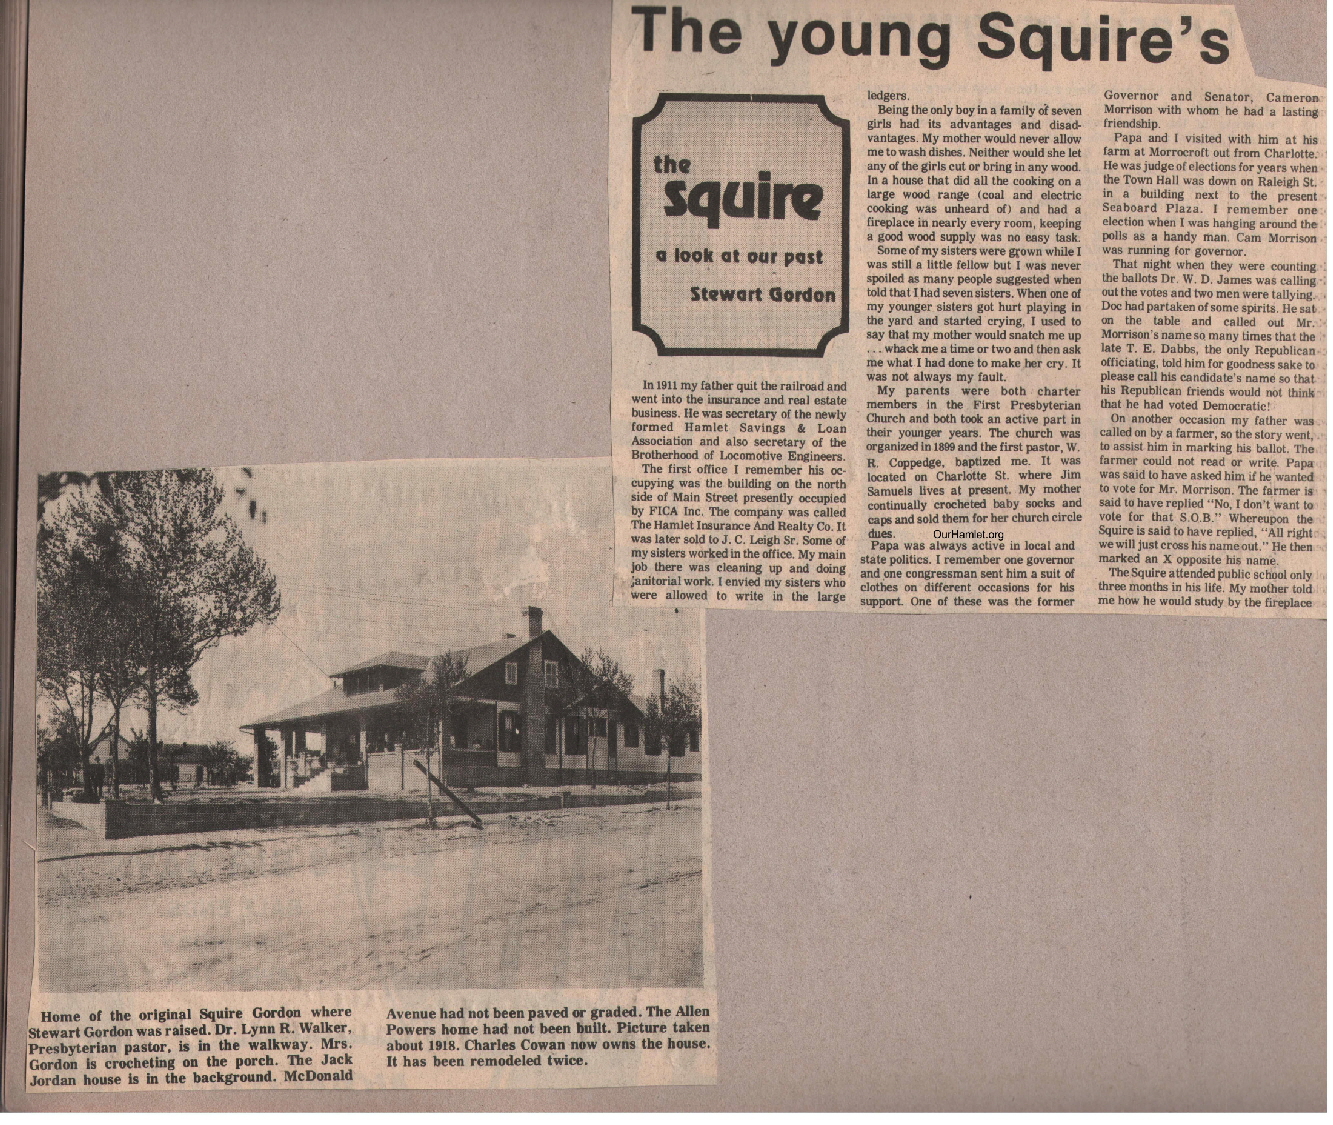 The young Squire's
the
squire
a look at our past
Stewart Gordon
In 1911 my father quit the railroad and
went into the insurance and real estate
business. He was secretary of the newly
formed Hamlet Savings & Loan
Association and also secretary of the
Brotherhood of Locomotive Engineers.
The first office I remember his oc-
cupying was the building on the north
side of Main Street presently occupied
by FICA Inc. The company was called
The Hamlet Insurance And Realty Co. It
was later sold to J. C. Leigh Sr. Some of
my sisters worked in the office. My main
job there was cleaning up and doing
janitorial work. I envied my sisters who
were allowed to write in the large
ledgers.
Being the only boy in a family of seven
girls had its advantages and disad-
vantages. My mother would never allow
me to wash dishes. Neither would she let
any of the girls cut or bring in any wood.
In a house that did all the cooking on a
large wood range (coal and electric
cooking was unheard of) and had a
fireplace in nearly every room, keeping
a good wood supply was no easy task.
Some of my sisters were grown while I
was still a little fellow but I was never
spoiled as many people suggested when
told that I had seven sisters. When one of
my younger sisters got hurt playing in
the yard and started crying, I used to
say that my mother would snatch me up
. . . whack me a time or two and then ask
me what I had done to make her cry. It
was not always my fault.
My parents were both charter
members in the First Presbyterian
Church and both took an active part in
their younger years. The church was
organized in 1899 and the first pastor, W.
R. Coppedge, baptized me. It was
located on Charlotte St. where Jim
Samuels lives at present. My mother
continually crocheted baby socks and
caps and sold them for her church circle
dues.
OurHamlet.org
Papa was always active in local and
state politics. I remember one governor
and one congressman sent him a suit of
clothes on different occasions for his
support. One of these was the former
Governor and Senator, Cameron
Morrison with whom he had a lasting
friendship.
Papa and I visited with him at his
farm at Morrocroft out from Charlotte.
He was judge of elections for years when
the Town Hall was down on Raleigh St.
in a building next to the present
Seaboard Plaza. I remember one
election when I was hanging around the
polls as a handy man. Cam Morrison
was running for governor.
That night when they were counting
the ballots Dr. W. D. James was calling
out the votes and two men were tallying.
Doc had partaken of some spirits. He sat
on the table and called out Mr.
Morrison's name so many times that the
late T. E. Dabbs, the only Republican
officiating, told him for goodness sake to
please call his candidate's name so that
his Republican friends would not think
that he had voted Democratic!
On another occasion my father was
called on by a farmer, so the story went,
to assist him in marking his ballot. The
farmer could not read or write. Papa
was said to have asked him if he wanted
to vote for Mr. Morrison. The farmer is
said to have replied "No, I don't want to
vote for that S.O.B." Whereupon the
Squire is said to have replied, "All right
we will just cross his name out." He then
marked an X opposite his name.
The Squire attended public school only
three months in his life. My mother told
me how he would study by the fireplace
Home of the original Squire Gordon where
Stewart Gordon was raised. Dr. Lynn R. Walker,
Presbyterian pastor, is in the walkway. Mrs.
Gordon is crocheting on the porch. The Jack
Jordan house is in the background. McDonald
Avenue had not been paved or graded. The Allen
Powers home had not been built. Picture taken
about 1918. Charles Cowan now owns the house.
It has been remodeled twice.